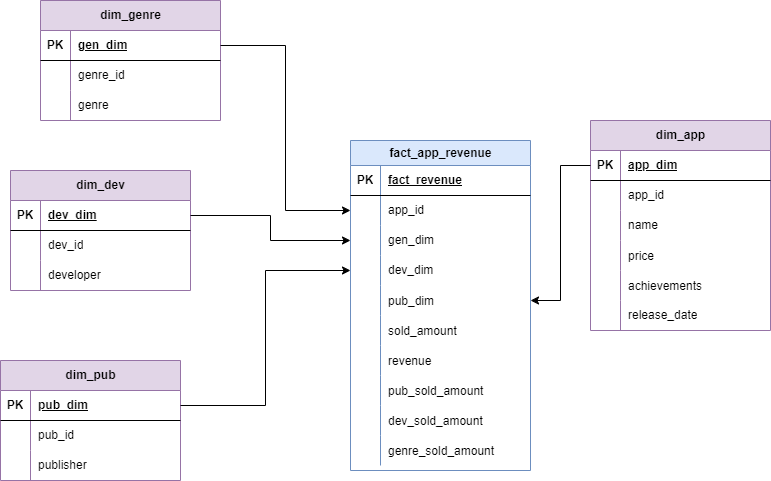 dim_genre
PK gen_dim
genre_id
genre
dim_dev
PK dev_dim
dev_id
developer
dim_pub
PK pub_dim
pub_id
publisher
fact_app_revenue
PK fact_revenue
app_id
gen_dim
dev_dim
pub_dim
sold_amount
revenue
pub_sold_amount
dev_sold_amount
genre_sold_amount
dim_app
PK app_dim
app_id
name
price
achievements
release_date